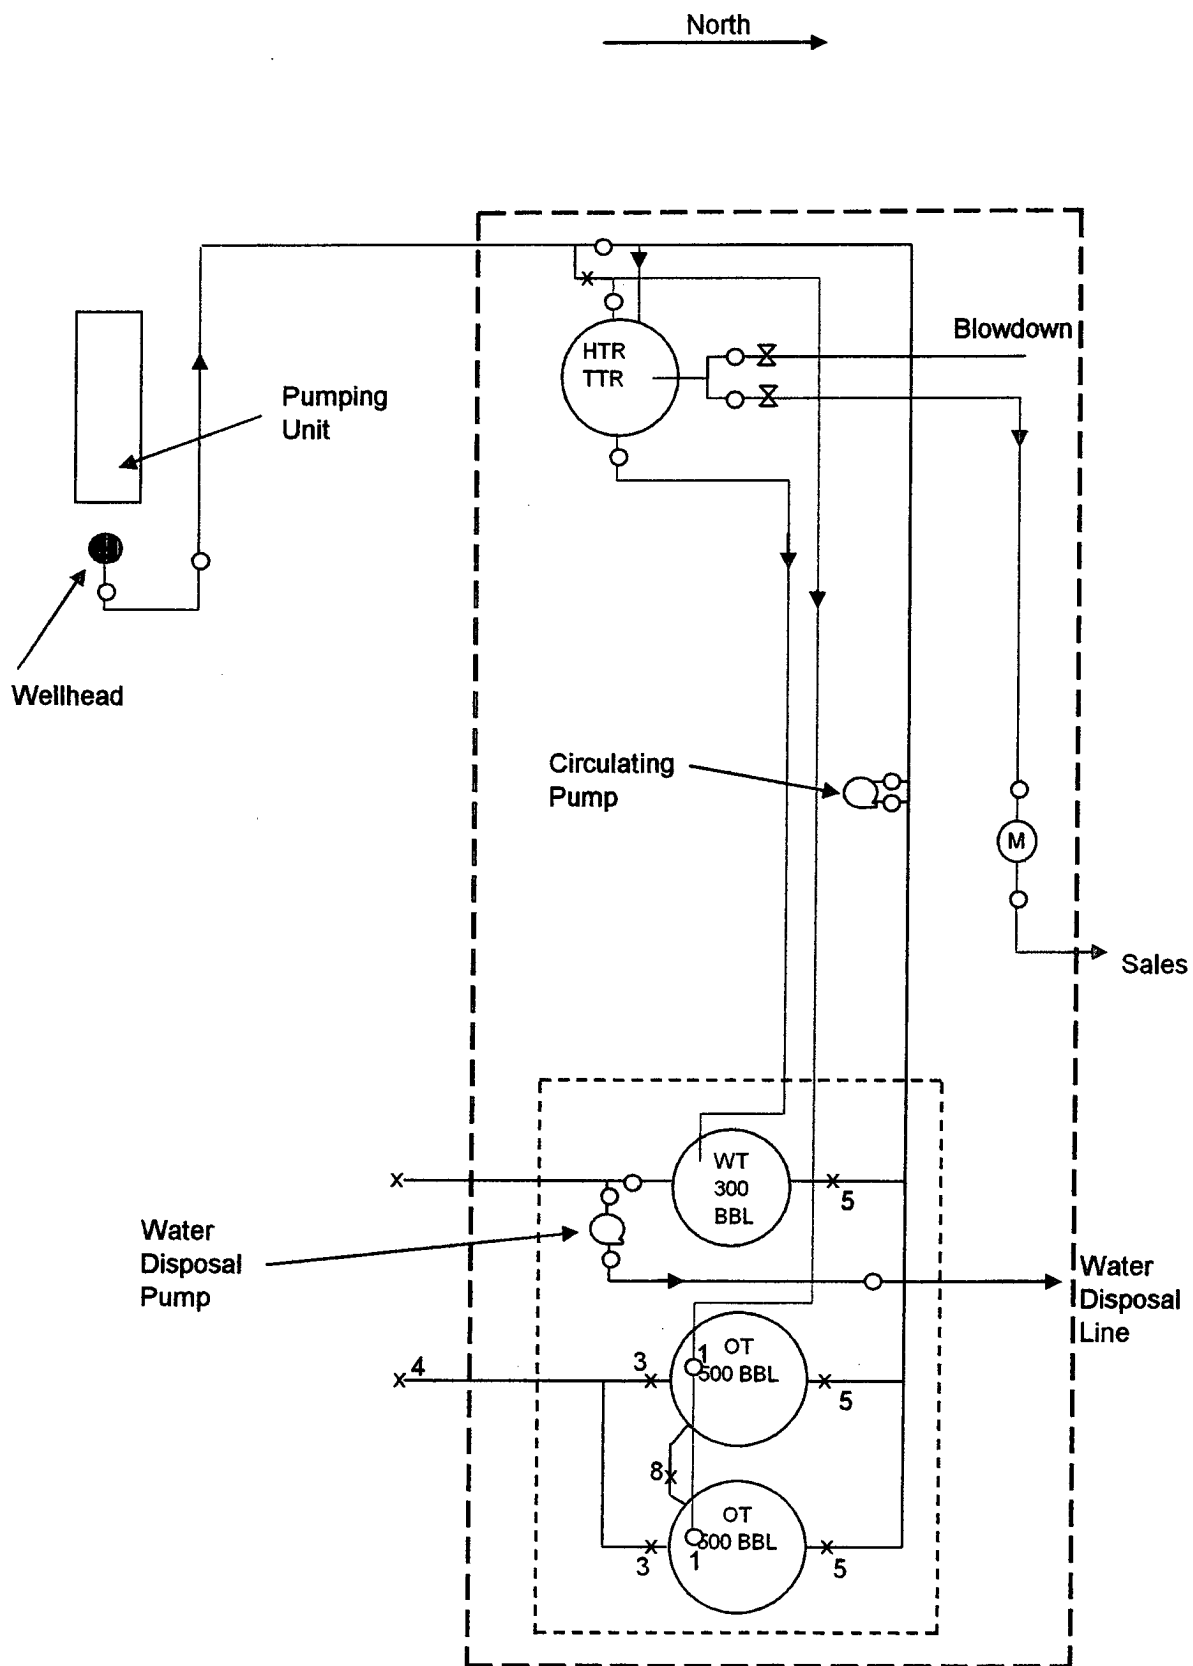 North
HTR
TTR
Blowdown
Pumping
Unit
Wellhead
Circulating
Pump
M
Sales
WT
300
BBL
5
Water
Disposal
Pump
Water
Disposal
Line
4
3
1
OT
500 BBL
5
8
OT
500 BBL
3
1
5